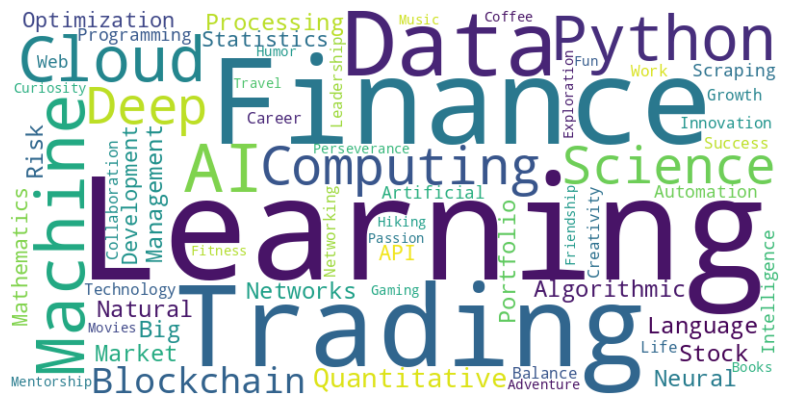 Optimization
Processing
Music
Coffee
Data
Python
Programming
Statistics
Leadership
Cloud
Web
Humor
Finance
Exploration
Fun
Work
Scraping
Curiosity
Travel
Deep
Growth
Career
Innovation
Success
Risk
Machine
Perseverance
AI
Computing
Science
Collaboration
Development
Management
Mathematics
Artificial
Automation
Learning
Networking
Hiking
Passion
API
Portfolio
Friendship
Creativity
Fitness
Intelligence
Technology
Networks
Gaming
Algorithmic
Natural
Trading
Movies
Big
Language
Market
Life
Stock
Books
Mentorship
Blockchain
Quantitative
Balance
Adventure
Neural